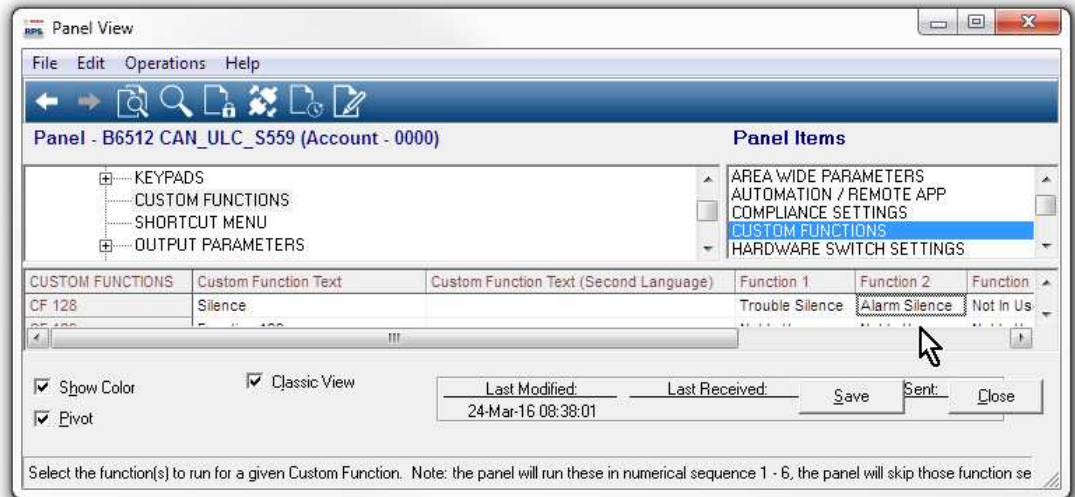 RPS Panel View
File Edit Operations Help
Panel - B6512 CAN_ULC_S559 (Account - 0000)
Panel Items
KEYPADS
CUSTOM FUNCTIONS
SHORTCUT MENU
OUTPUT PARAMETERS
AREA WIDE PARAMETERS
AUTOMATION / REMOTE APP
COMPLIANCE SETTINGS
CUSTOM FUNCTIONS
HARDWARE SWITCH SETTINGS
CUSTOM FUNCTIONS Custom Function Text Custom Function Text (Second Language) Function 1 Function 2 Function
CF 128 Silence Trouble Silence Alarm Silence Not In Us
Show Color Classic View
Pivot
Last Modified: Last Received: Sent:
24-Mar-16 08:38:01
Save Close
Select the function(s) to run for a given Custom Function. Note: the panel will run these in numerical sequence 1 - 6, the panel will skip those function se